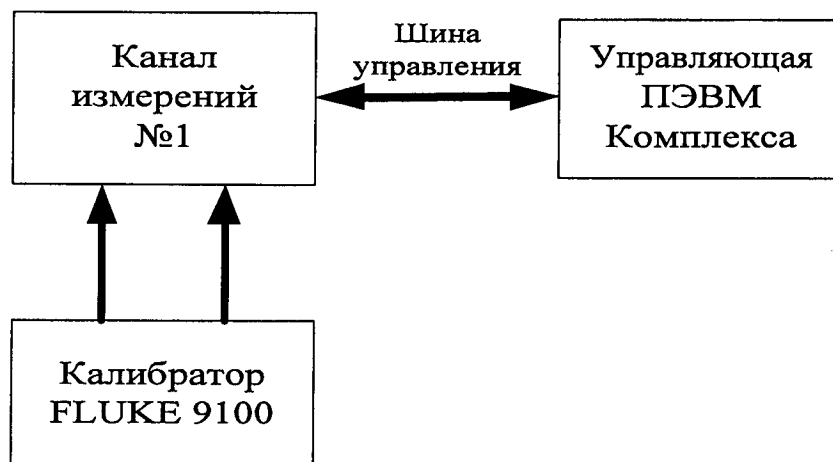 Канал
измерений
№1
Шина
управления
Управляющая
ПЭВМ
Комплекса
Калибратор
FLUKE 9100